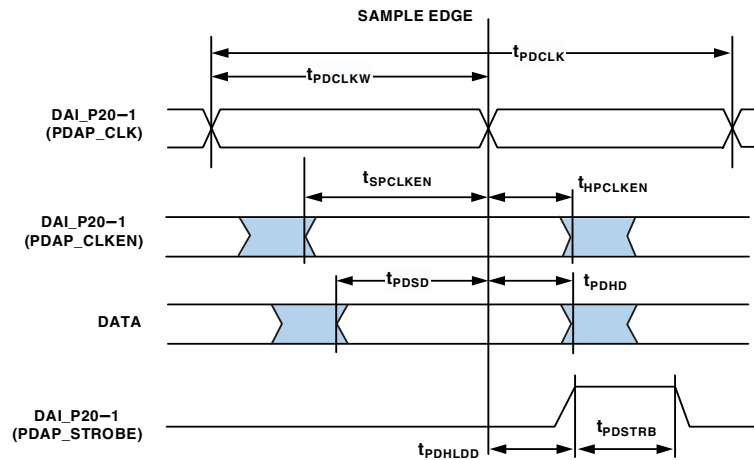 SAMPLE EDGE
tPDCLK
tPDCLKW
DAI_P20–1
(PDAP_CLK)
tSPCLKEN
tHPCLKEN
DAI_P20–1
(PDAP_CLKEN)
tPDSD
tPDHD
DATA
DAI_P20–1
(PDAP_STROBE)
tPDHLDD
tPDSTRB